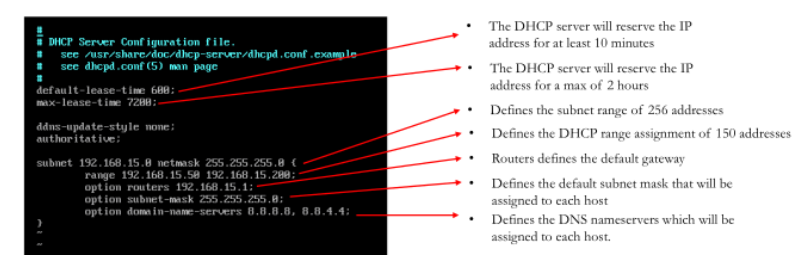 #
# DHCP Server Configuration file.
#   see /usr/share/doc/dhcp-server/dhcpd.conf.example
#   see dhcpd.conf(5) man page
#
default-lease-time 600;
max-lease-time 7200;
ddns-update-style none;
authoritative;
subnet 192.168.15.0 netmask 255.255.255.0 {
        range 192.168.15.50 192.168.15.200;
        option routers 192.168.15.1;
        option subnet-mask 255.255.255.0;
        option domain-name-servers 8.8.8.8, 8.8.4.4;
}
~
~
• The DHCP server will reserve the IP
address for at least 10 minutes
• The DHCP server will reserve the IP
address for a max of 2 hours
• Defines the subnet range of 256 addresses
• Defines the DHCP range assignment of 150 addresses
• Routers defines the default gateway
• Defines the default subnet mask that will be
assigned to each host
• Defines the DNS nameservers which will be
assigned to each host.